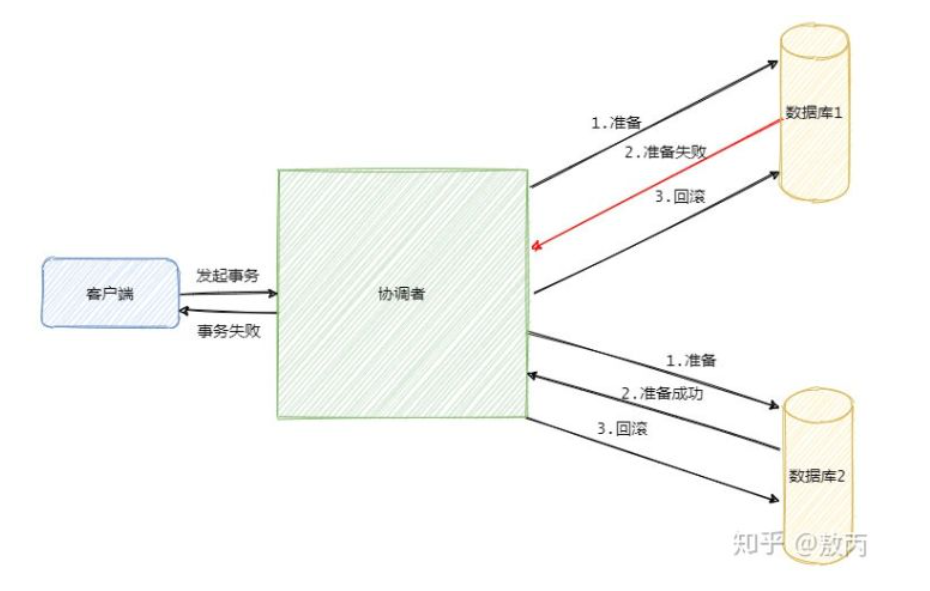 1.准备
数据库1
2.准备失败
3.回滚
发起事务
客户端
协调者
事务失败
1.准备
2.准备成功
3.回滚
数据库2
知乎 @敖丙